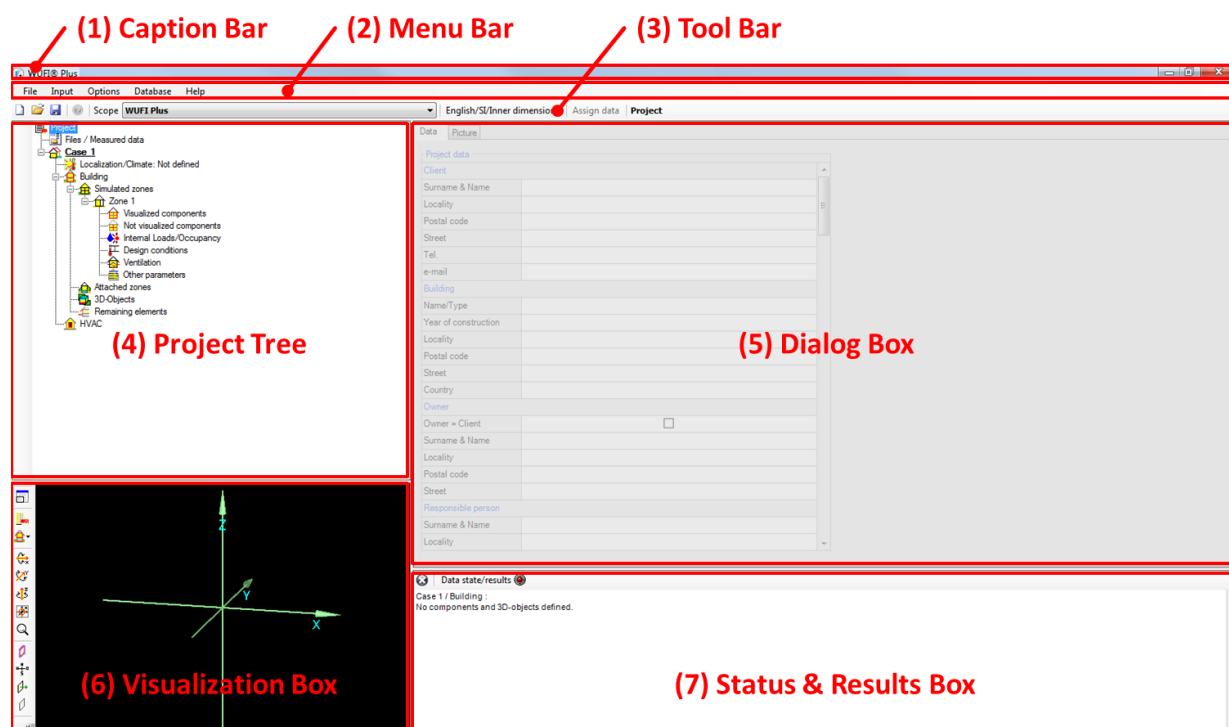 (1) Caption Bar (2) Menu Bar (3) Tool Bar
WUFI® Plus
File Input Options Database Help
Scope WUFI Plus English/SI/Inner dimension Assign data Project
Project
Files / Measured data
Case 1
Localization/Climate: Not defined
Building
Simulated zones
Zone 1
Visualized components
Not visualized components
Internal Loads/Occupancy
Design conditions
Ventilation
Other parameters
Attached zones
3D-Objects
Remaining elements
HVAC
(4) Project Tree
Data Picture
Project data
Client
Surname & Name
Locality
Postal code
Street
Tel.
e-mail
Building
Name/Type
Year of construction
Locality
Postal code
Street
Country
Owner
Owner = Client
Surname & Name
Locality
Postal code
Street
Responsible person
Surname & Name
Locality
(5) Dialog Box
Z
Y
X
(6) Visualization Box
Data state/results
Case 1 / Building :
No components and 3D-objects defined.
(7) Status & Results Box